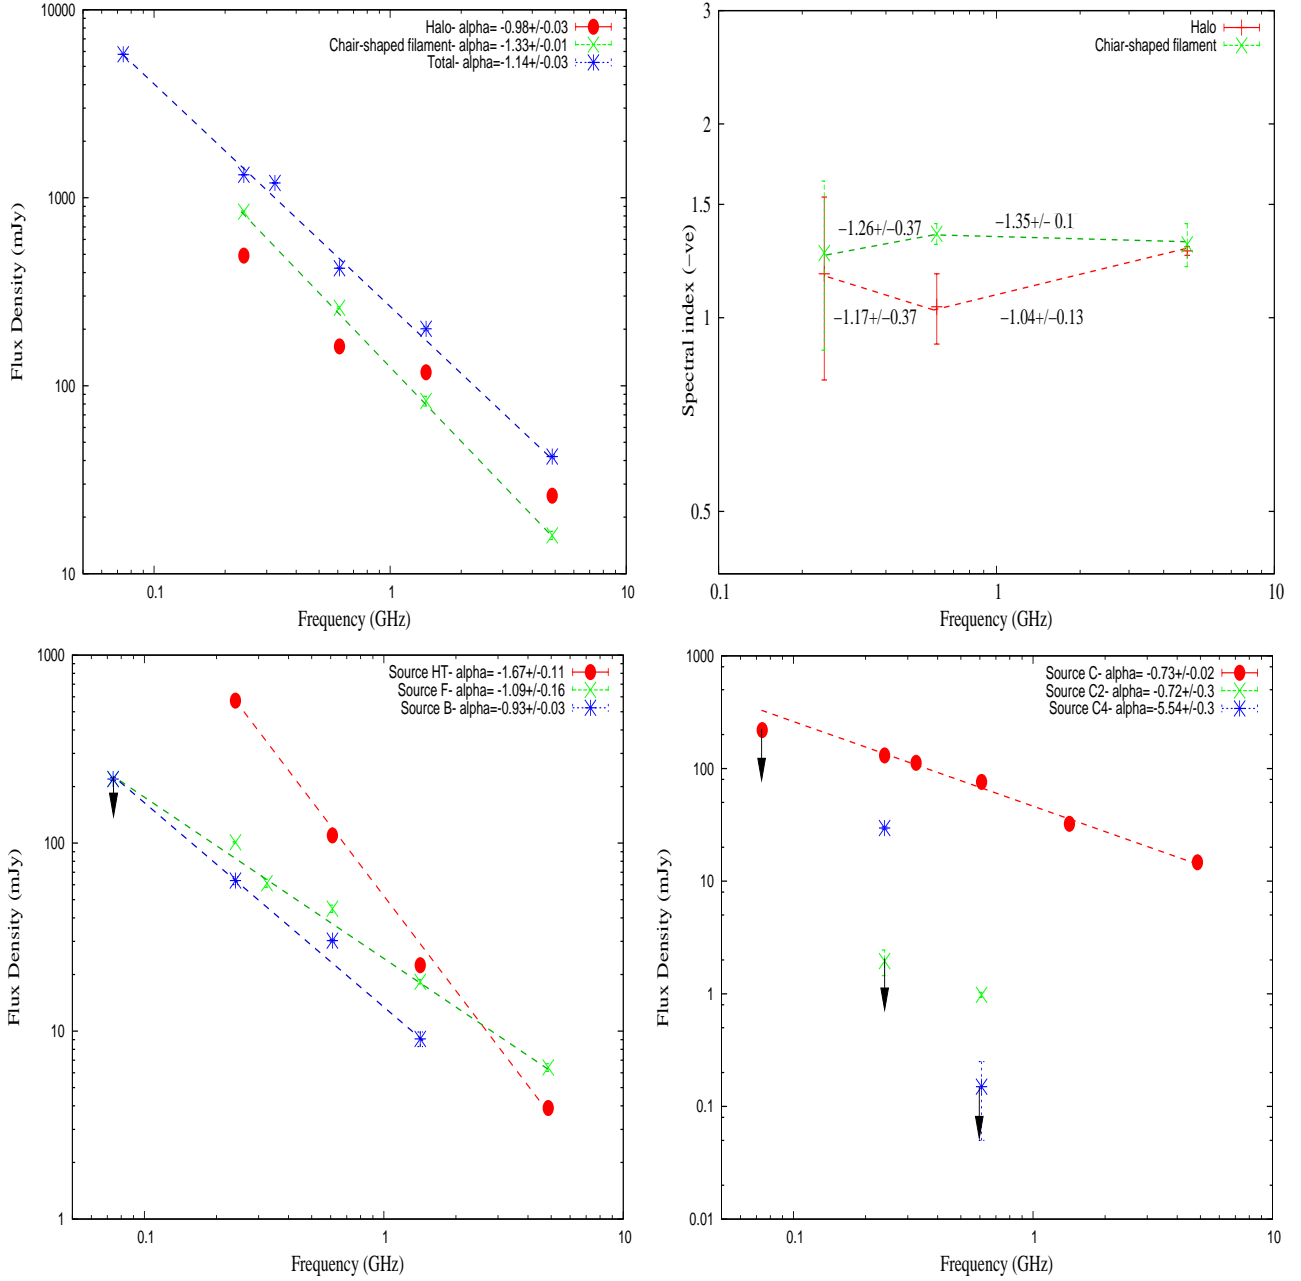 10000
1000
100
10
0.1
1
10
Flux Density (mJy)
Frequency (GHz)
Halo- alpha= -0.98+/-0.03
Chair-shaped filament- alpha= -1.33+/-0.01
Total- alpha=-1.14+/-0.03
3
2
1.5
1
0.5
0.1
1
10
Spectral index (−ve)
Frequency (GHz)
Halo
Chiar-shaped filament
−1.26+/−0.37
−1.35+/− 0.1
−1.17+/−0.37
−1.04+/−0.13
1000
100
10
1
0.1
1
10
Flux Density (mJy)
Frequency (GHz)
Source HT- alpha= -1.67+/-0.11
Source F- alpha= -1.09+/-0.16
Source B- alpha=-0.93+/-0.03
1000
100
10
1
0.1
0.01
0.1
1
10
Flux Density (mJy)
Frequency (GHz)
Source C- alpha=-0.73+/-0.02
Source C2- alpha= -0.72+/-0.3
Source C4- alpha=-5.54+/-0.3